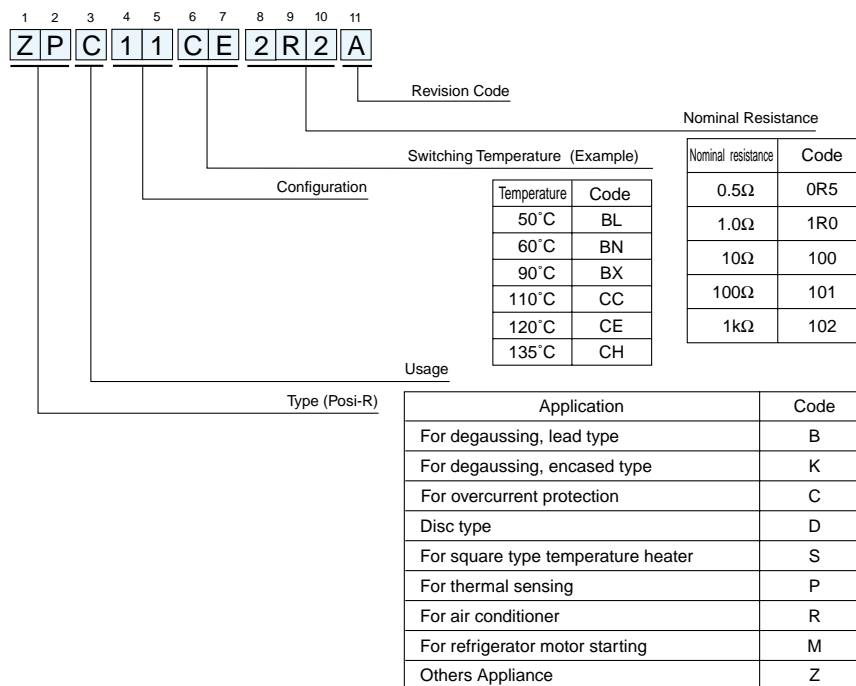 1 2 3 4 5 6 7 8 9 10 11
Z P C 1 1 C E 2 R 2 A
Revision Code
Nominal Resistance
Nominal resistance Code
0.5Ω 0R5
1.0Ω 1R0
10Ω 100
100Ω 101
1kΩ 102
Switching Temperature (Example)
Temperature Code
50˚C BL
60˚C BN
90˚C BX
110˚C CC
120˚C CE
135˚C CH
Configuration
Usage
Application Code
For degaussing, lead type B
For degaussing, encased type K
For overcurrent protection C
Disc type D
For square type temperature heater S
For thermal sensing P
For air conditioner R
For refrigerator motor starting M
Others Appliance Z
Type (Posi-R)